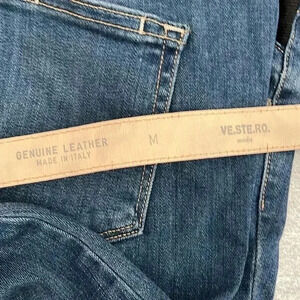 GENUINE LEATHER
MADE IN ITALY
M
VE.STE.RO.